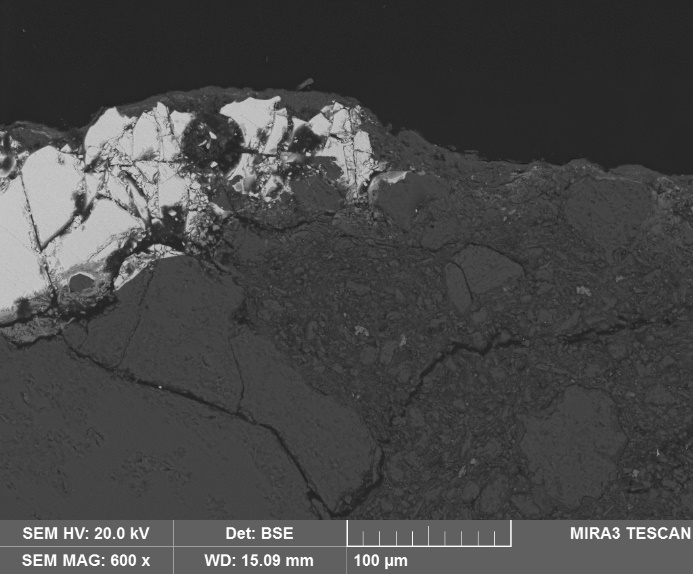 SEM HV: 20.0 kV Det: BSE MIRA3 TESCAN
SEM MAG: 600 x WD: 15.09 mm 100 µm